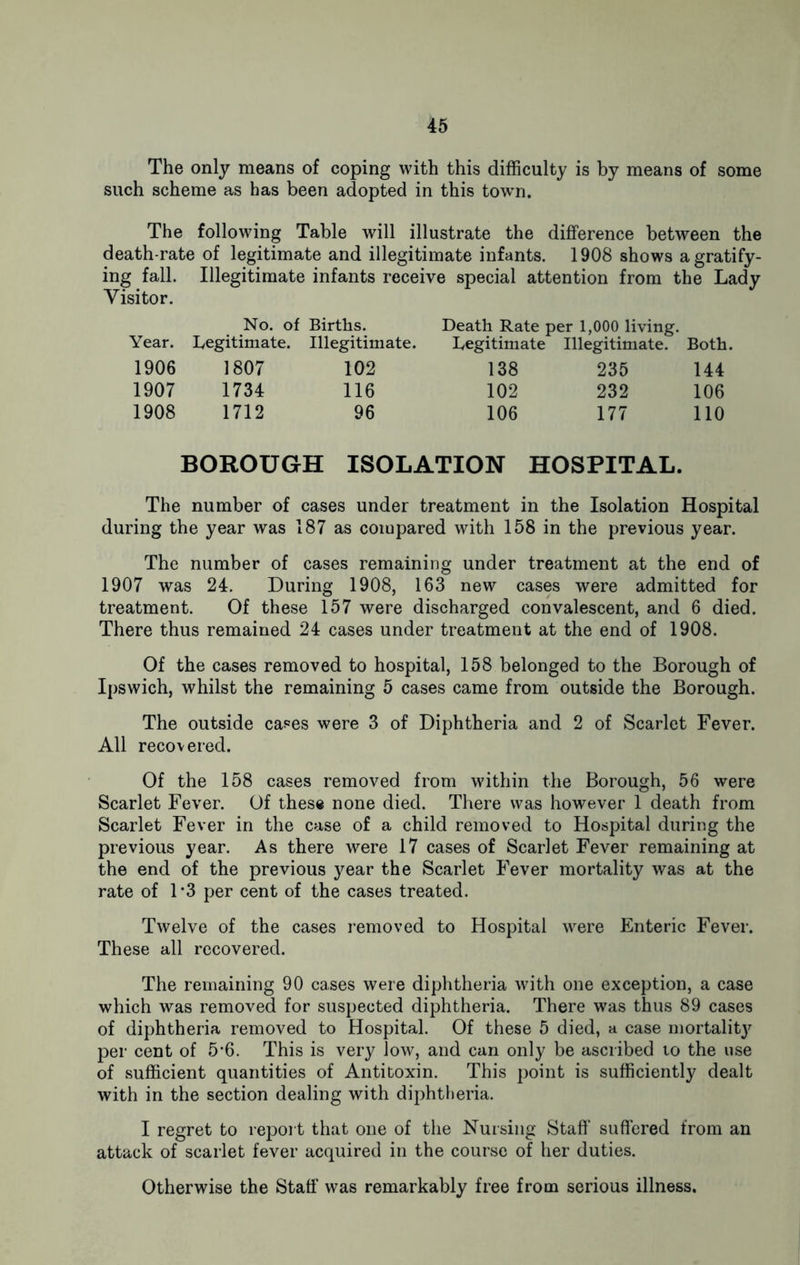 45
The only means of coping with this difficulty is by means of some
such scheme as has been adopted in this town.
The following Table will illustrate the difference between the
death-rate of legitimate and illegitimate infants. 1908 shows a gratify-
ing fall. Illegitimate infants receive special attention from the Lady
Visitor.
No. of Births. Death Rate per 1,000 living.
Year. Legitimate. Illegitimate. Legitimate Illegitimate. Both.
1906 1807 102 138 235 144
1907 1734 116 102 232 106
1908 1712 96 106 177 110
BOROUGH ISOLATION HOSPITAL.
The number of cases under treatment in the Isolation Hospital
during the year was 187 as compared with 158 in the previous year.
The number of cases remaining under treatment at the end of
1907 was 24. During 1908, 163 new cases were admitted for
treatment. Of these 157 were discharged convalescent, and 6 died.
There thus remained 24 cases under treatment at the end of 1908.
Of the cases removed to hospital, 158 belonged to the Borough of
Ipswich, whilst the remaining 5 cases came from outside the Borough.
The outside cases were 3 of Diphtheria and 2 of Scarlet Fever.
All recovered.
Of the 158 cases removed from within the Borough, 56 were
Scarlet Fever. Of these none died. There was however 1 death from
Scarlet Fever in the case of a child removed to Hospital during the
previous year. As there were 17 cases of Scarlet Fever remaining at
the end of the previous year the Scarlet Fever mortality was at the
rate of 1·3 per cent of the cases treated.
Twelve of the cases removed to Hospital were Enteric Fever.
These all recovered.
The remaining 90 cases were diphtheria with one exception, a case
which was removed for suspected diphtheria. There was thus 89 cases
of diphtheria removed to Hospital. Of these 5 died, a case mortality
per cent of 5·6. This is very low, and can only be ascribed to the use
of sufficient quantities of Antitoxin. This point is sufficiently dealt
with in the section dealing with diphtheria.
I regret to report that one of the Nursing Staff suffered from an
attack of scarlet fever acquired in the course of her duties.
Otherwise the Staff was remarkably free from serious illness.